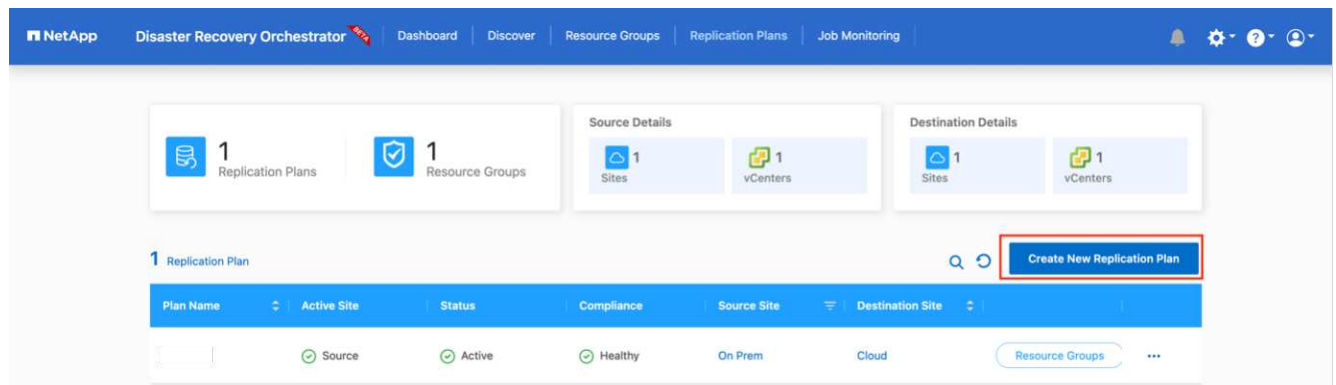 NetApp Disaster Recovery Orchestrator BETA Dashboard Discover Resource Groups Replication Plans Job Monitoring
1
Replication Plans
1
Resource Groups
Source Details
1
Sites
1
vCenters
Destination Details
1
Sites
1
vCenters
1 Replication Plan
Create New Replication Plan
Plan Name Active Site Status Compliance Source Site Destination Site
Source Active Healthy On Prem Cloud Resource Groups